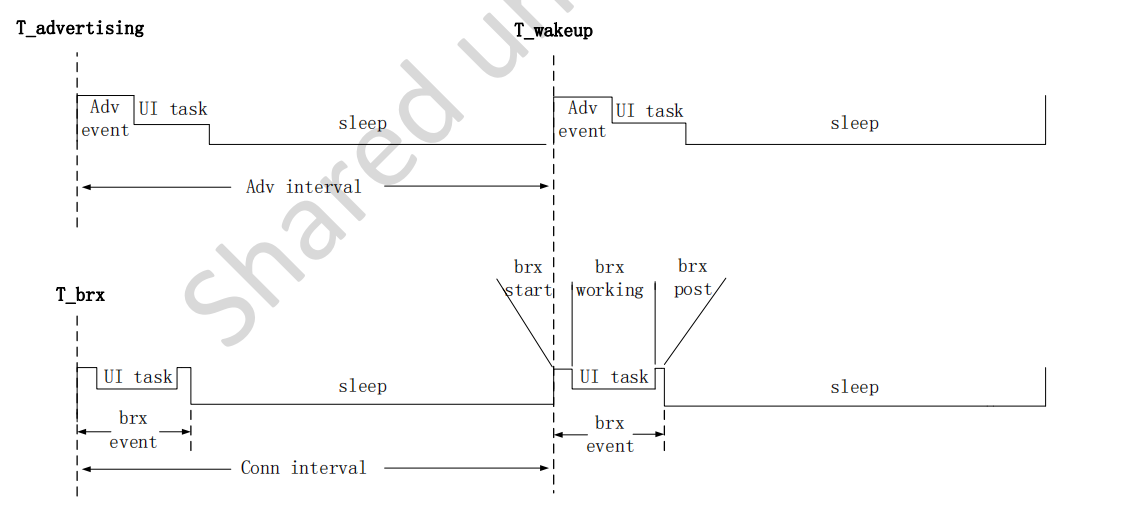 T_advertising
T_wakeup
Adv
event
UI task
sleep
Adv
event
UI task
sleep
Adv interval
Shared un
brx
start
brx
working
brx
post
T_brx
UI task
sleep
UI task
sleep
brx
event
brx
event
Conn interval